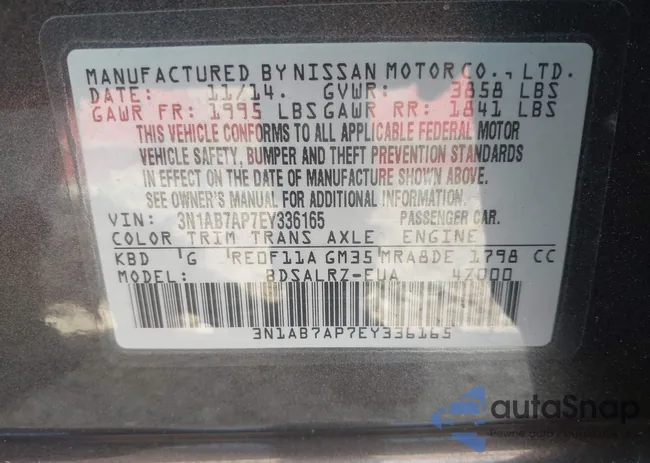 MANUFACTURED BY NISSAN MOTOR CO., LTD.
DATE: 11/14. GVWR: 3858 LBS
GAWR FR: 1995 LBS GAWR RR: 1841 LBS
THIS VEHICLE CONFORMS TO ALL APPLICABLE FEDERAL MOTOR
VEHICLE SAFETY, BUMPER AND THEFT PREVENTION STANDARDS
IN EFFECT ON THE DATE OF MANUFACTURE SHOWN ABOVE.
SEE OWNER'S MANUAL FOR ADDITIONAL INFORMATION.
VIN: 3N1AB7AP7EY336165 PASSENGER CAR.
COLOR TRIM TRANS AXLE ENGINE
KBD G RE0F11A GM35 MRA8DE 1798 CC
MODEL: BDSALRZ-EUA 47000
3N1AB7AP7EY336165
autaSnap